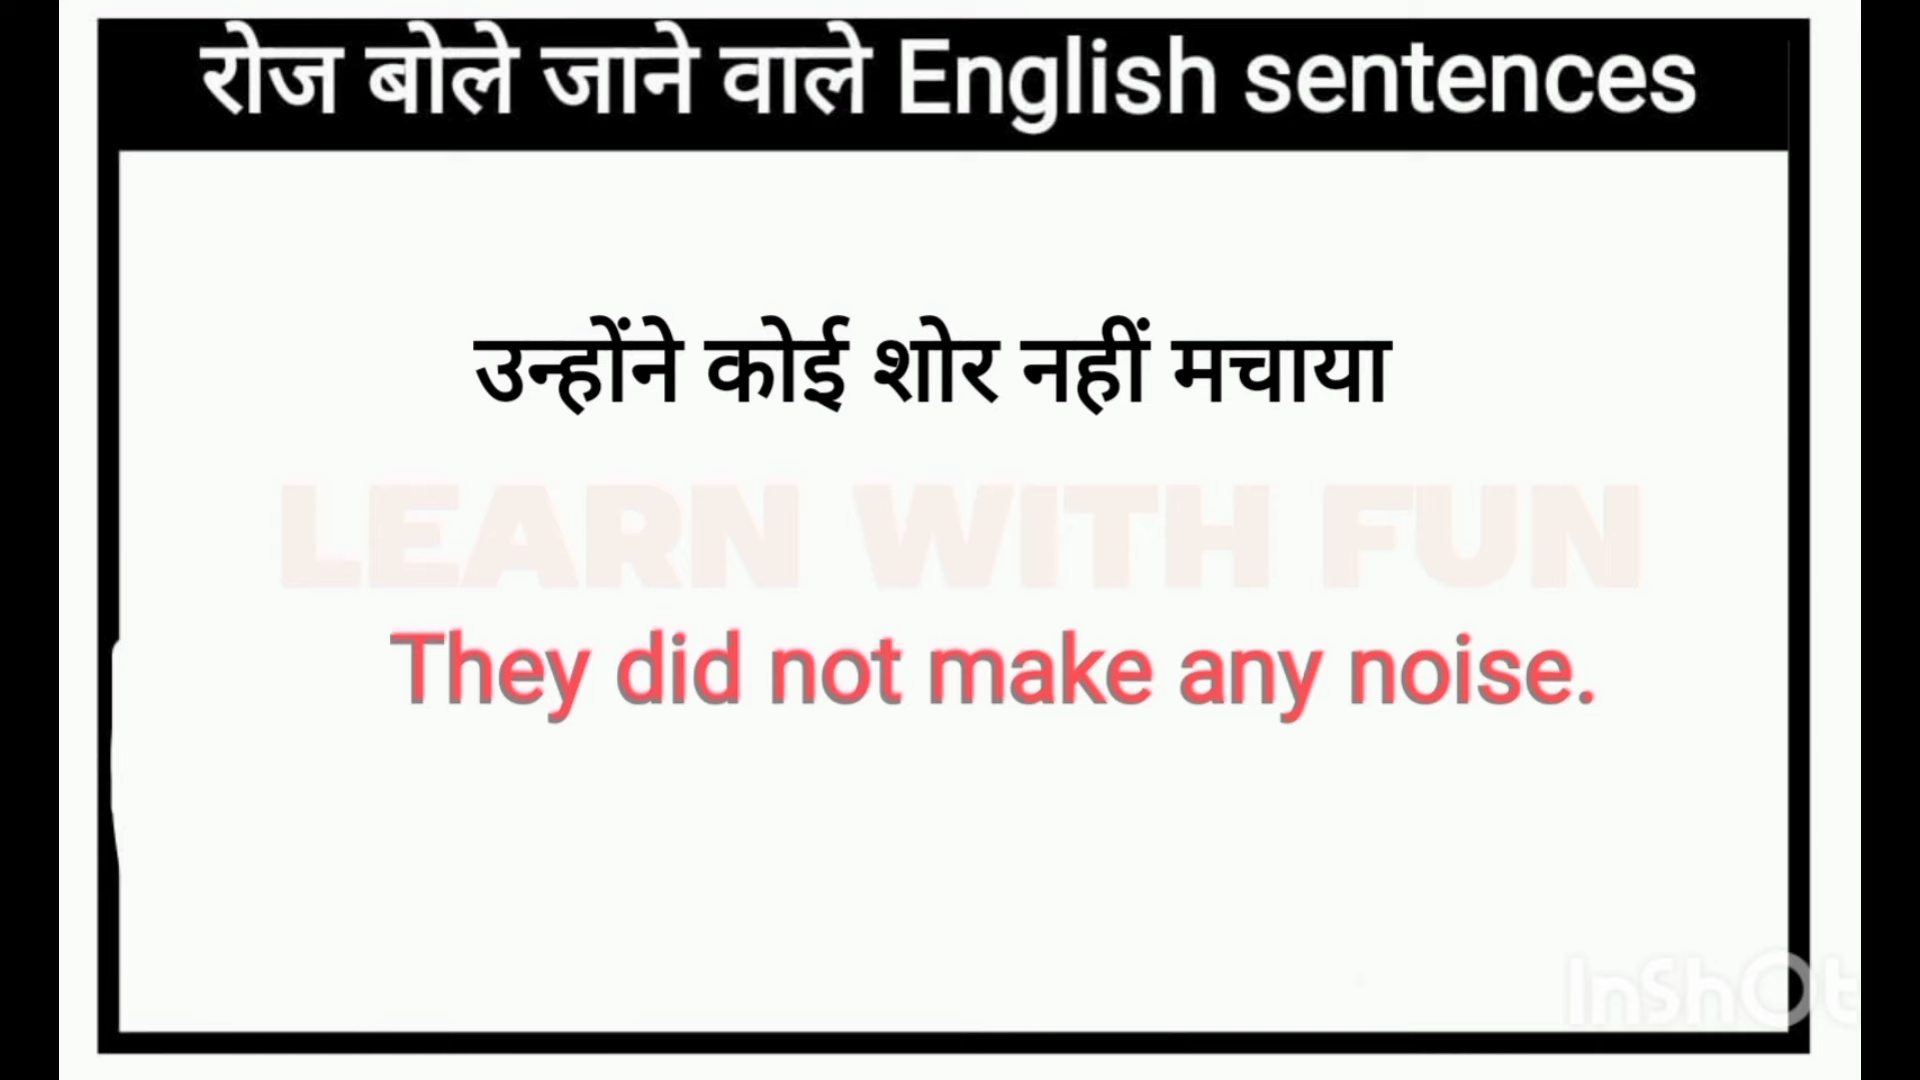 रोज बोले जाने वाले English sentences
उन्होंने कोई शोर नहीं मचाया
LEARN WITH FUN
They did not make any noise.
InShOt